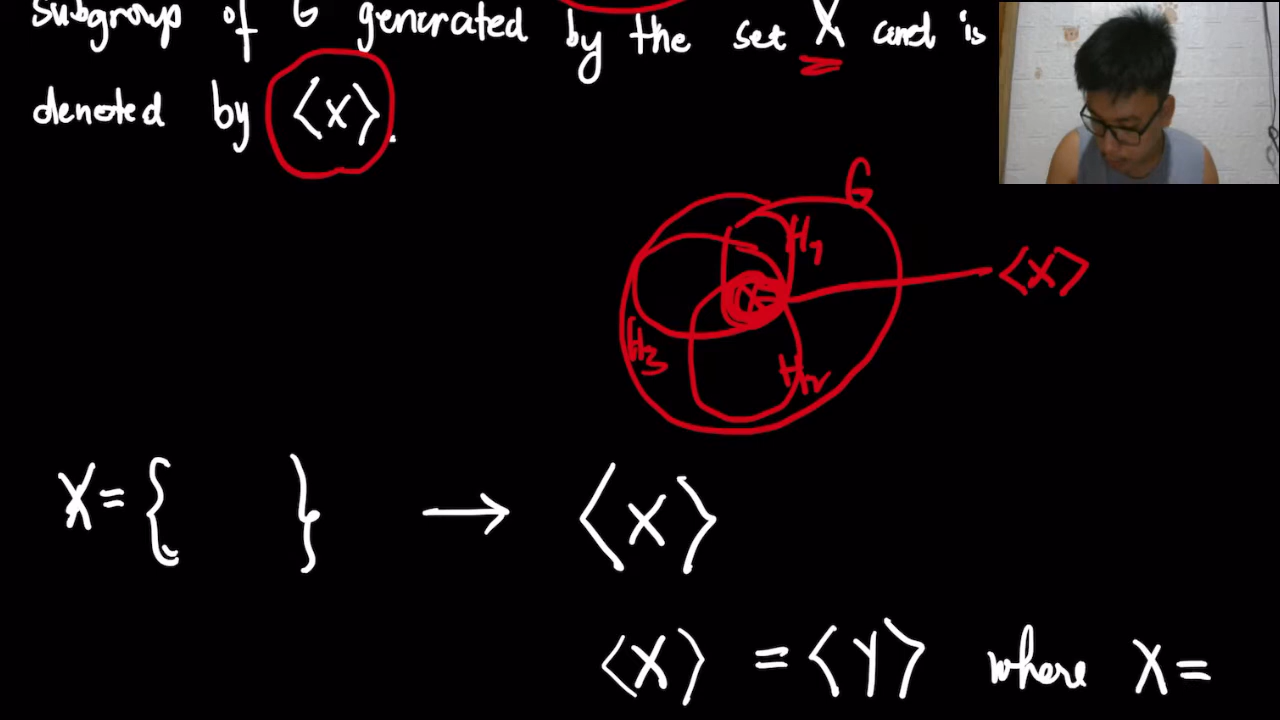 subgroup of G generated by the set X and is
denoted by ⟨X⟩.
G
H₁
⟨X⟩
X
H₃
H₂
X = { } → ⟨X⟩
⟨X⟩ = ⟨Y⟩ where X =